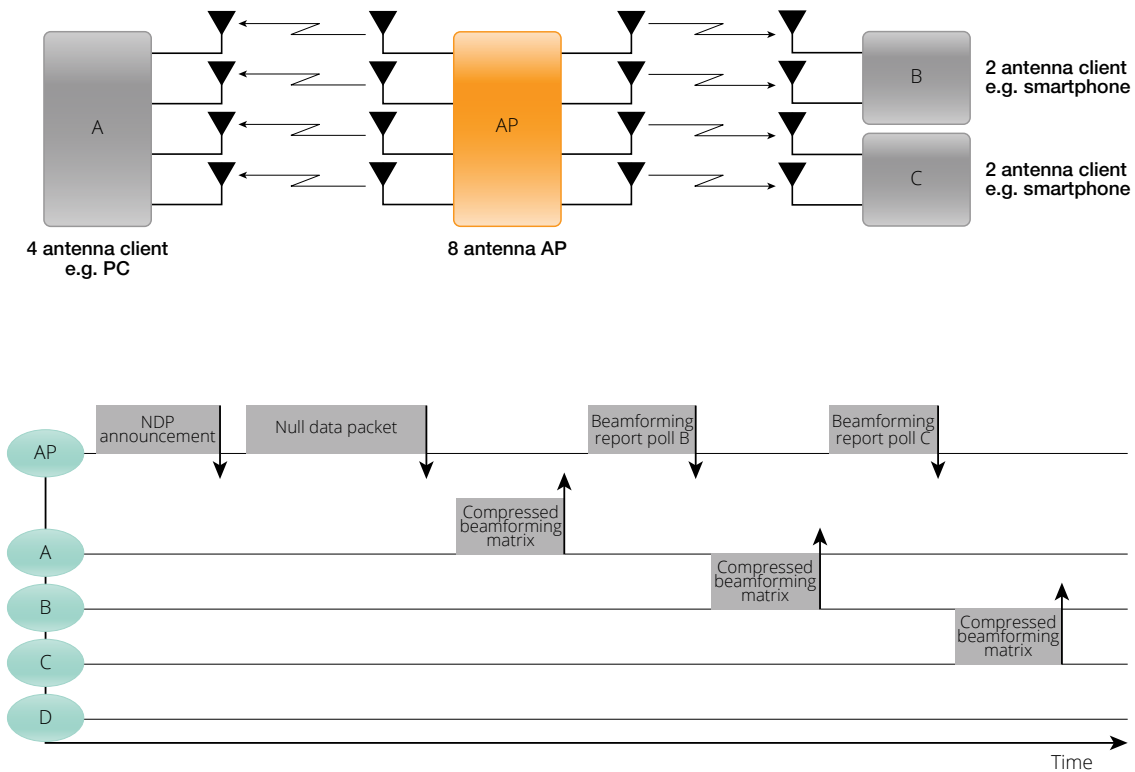 A
AP
B
C
2 antenna client
e.g. smartphone
2 antenna client
e.g. smartphone
4 antenna client
e.g. PC
8 antenna AP
NDP
announcement
Null data packet
Beamforming
report poll B
Beamforming
report poll C
AP
Compressed
beamforming
matrix
A
Compressed
beamforming
matrix
B
Compressed
beamforming
matrix
C
D
Time